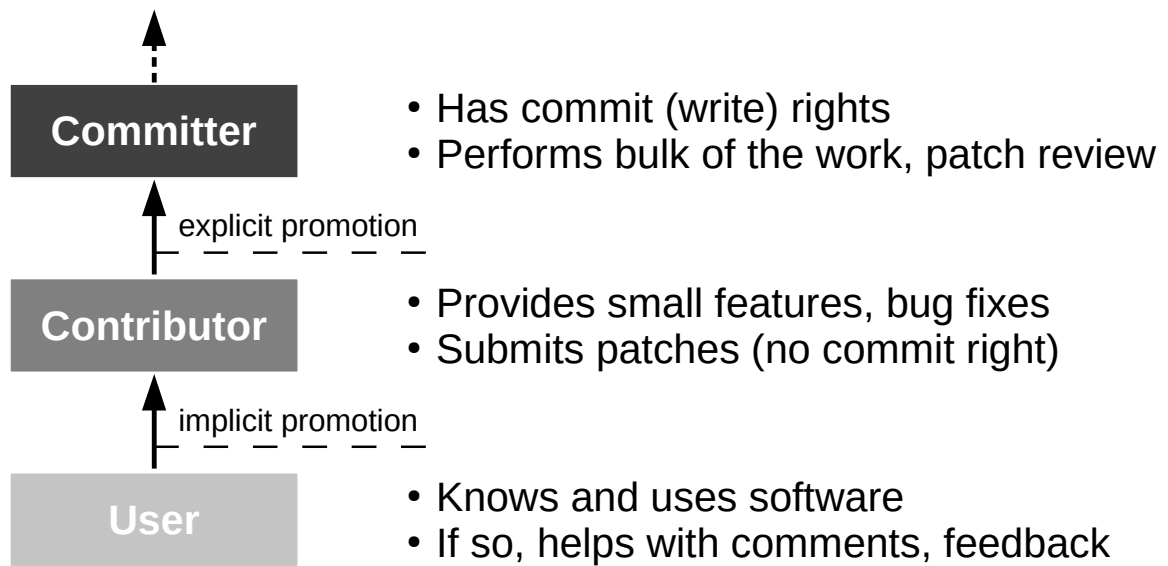 Committer
• Has commit (write) rights
• Performs bulk of the work, patch review
explicit promotion
Contributor
• Provides small features, bug fixes
• Submits patches (no commit right)
implicit promotion
User
• Knows and uses software
• If so, helps with comments, feedback